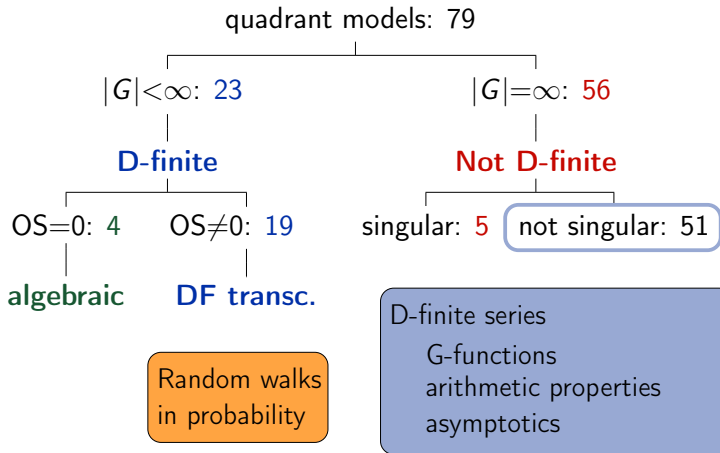 quadrant models: 79
|G|<∞: 23
|G|=∞: 56
D-finite
Not D-finite
OS=0: 4
OS≠0: 19
singular: 5
not singular: 51
algebraic
DF transc.
D-finite series
G-functions
arithmetic properties
asymptotics
Random walks
in probability